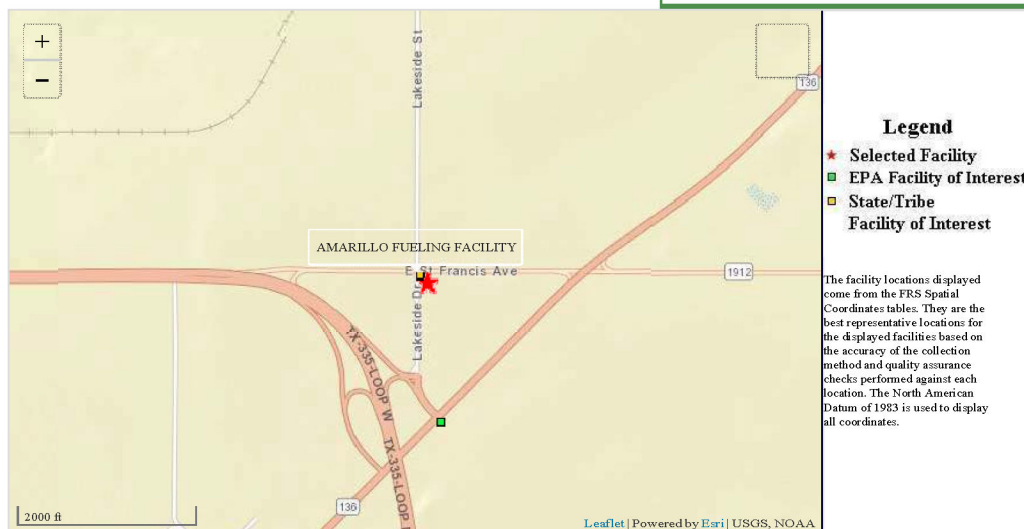 +
−
Lakeside St
136
AMARILLO FUELING FACILITY
E St Francis Ave
1912
Lakeside Dr
TX-335-LOOP W
TX-335-LOOP
136
2000 ft
Leaflet | Powered by Esri | USGS, NOAA
Legend
Selected Facility
EPA Facility of Interest
State/Tribe
Facility of Interest
The facility locations displayed
come from the FRS Spatial
Coordinates tables. They are the
best representative locations for
the displayed facilities based on
the accuracy of the collection
method and quality assurance
checks performed against each
location. The North American
Datum of 1983 is used to display
all coordinates.